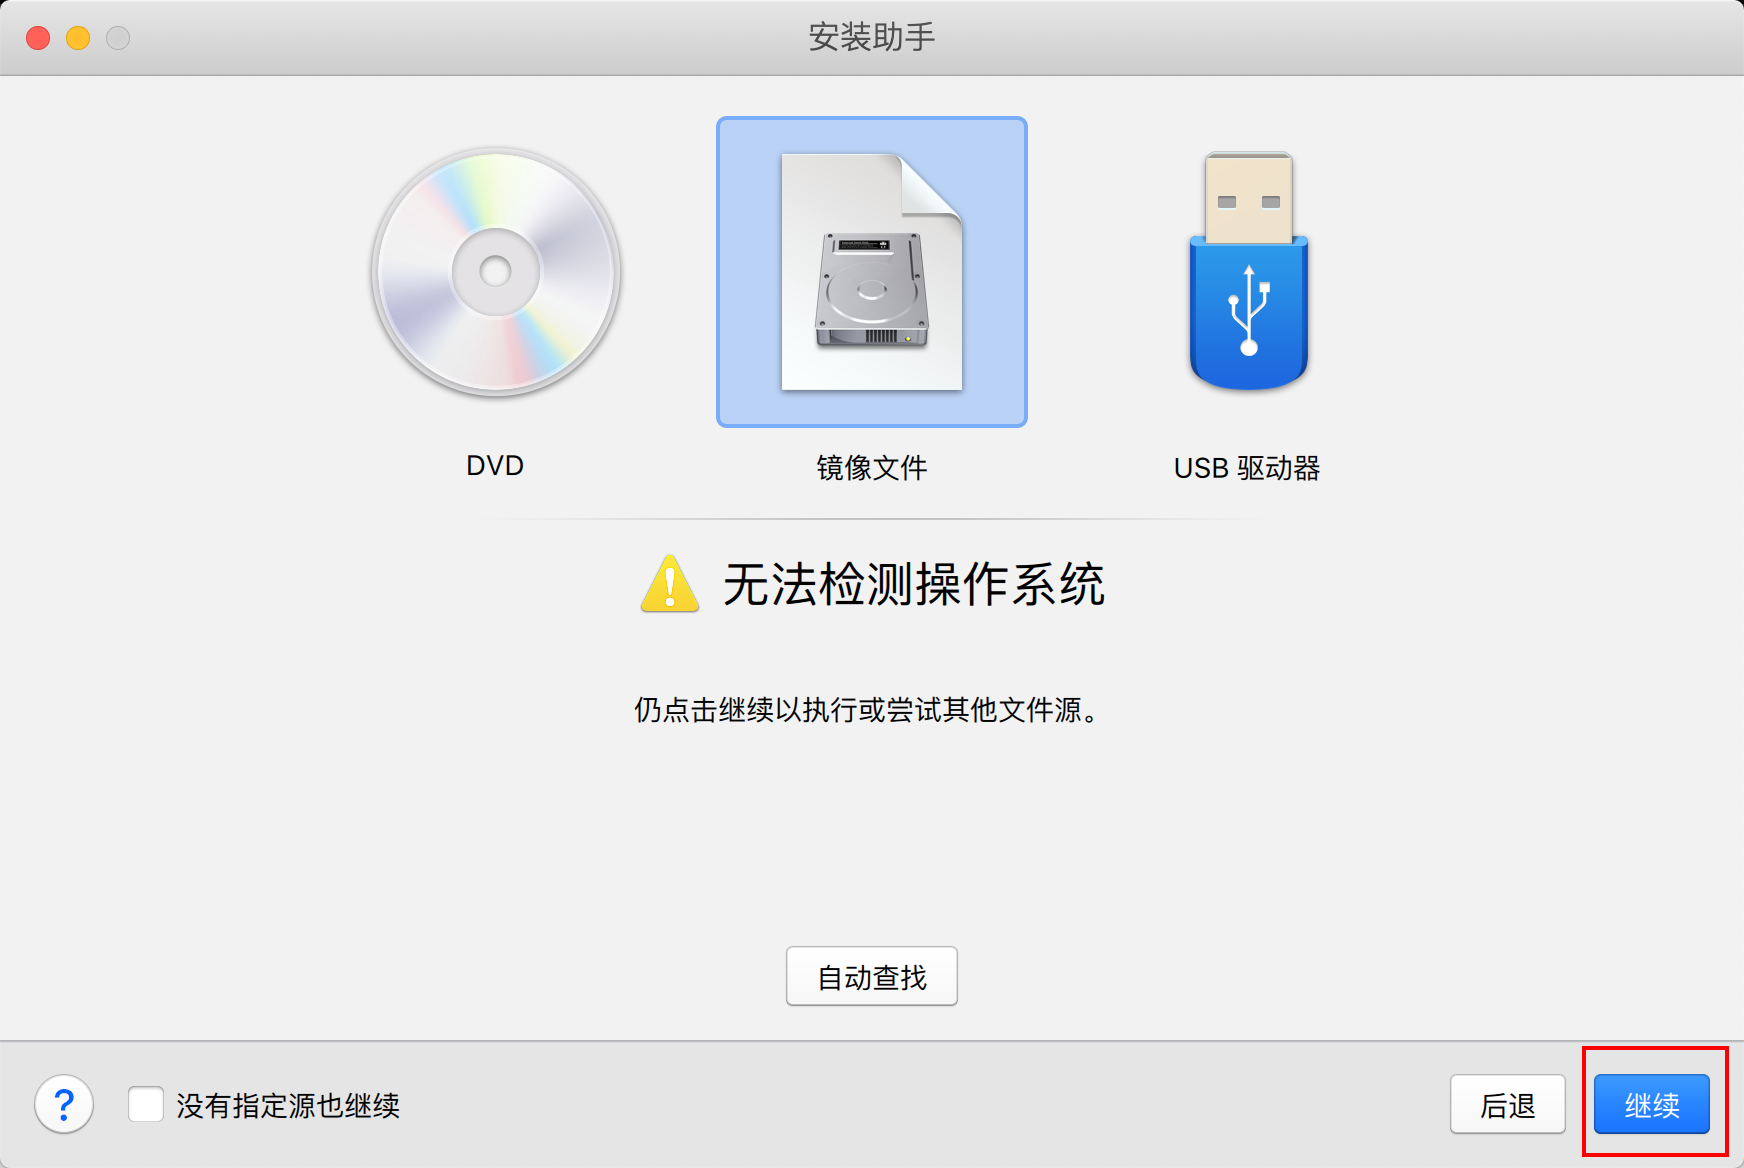 安装助手
DVD
镜像文件
USB 驱动器
无法检测操作系统
仍点击继续以执行或尝试其他文件源。
自动查找
?
没有指定源也继续
后退
继续